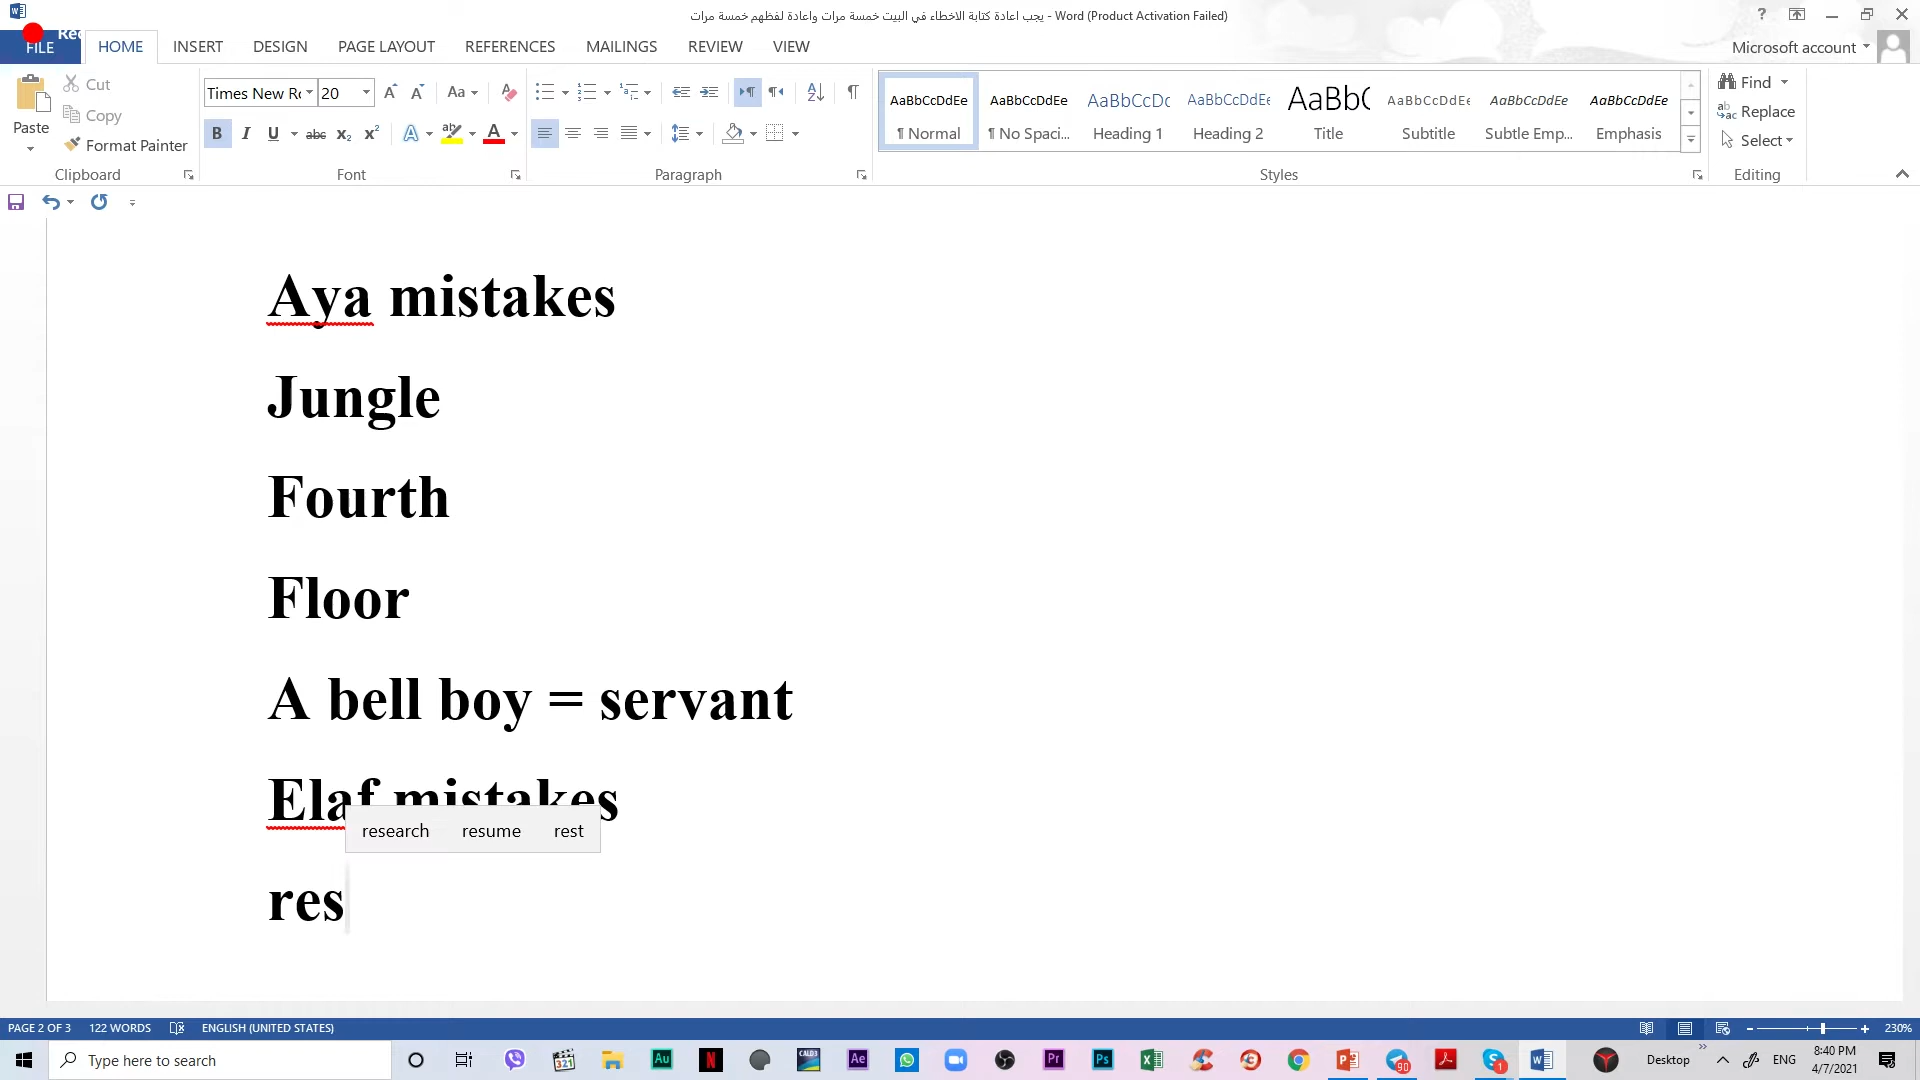 يجب اعادة كتابة الاخطاء في البيت خمسة مرات واعادة لفظهم خمسة مرات - Word (Product Activation Failed)
Rec
FILE HOME INSERT DESIGN PAGE LAYOUT REFERENCES MAILINGS REVIEW VIEW Microsoft account
Paste Cut Copy Format Painter
Clipboard
Times New Ro 20
Font
Paragraph
AaBbCcDdEe AaBbCcDdEe AaBbCcDc AaBbCcDdEe AaBbC AaBbCcDdEe AaBbCcDdEe AaBbCcDdEe
¶ Normal ¶ No Spaci... Heading 1 Heading 2 Title Subtitle Subtle Emp... Emphasis
Styles
Find
Replace
Select
Editing
Aya mistakes
Jungle
Fourth
Floor
A bell boy = servant
Elaf mistakes
research resume rest
res
PAGE 2 OF 3 122 WORDS ENGLISH (UNITED STATES) 230%
Type here to search Desktop ENG 8:40 PM
4/7/2021